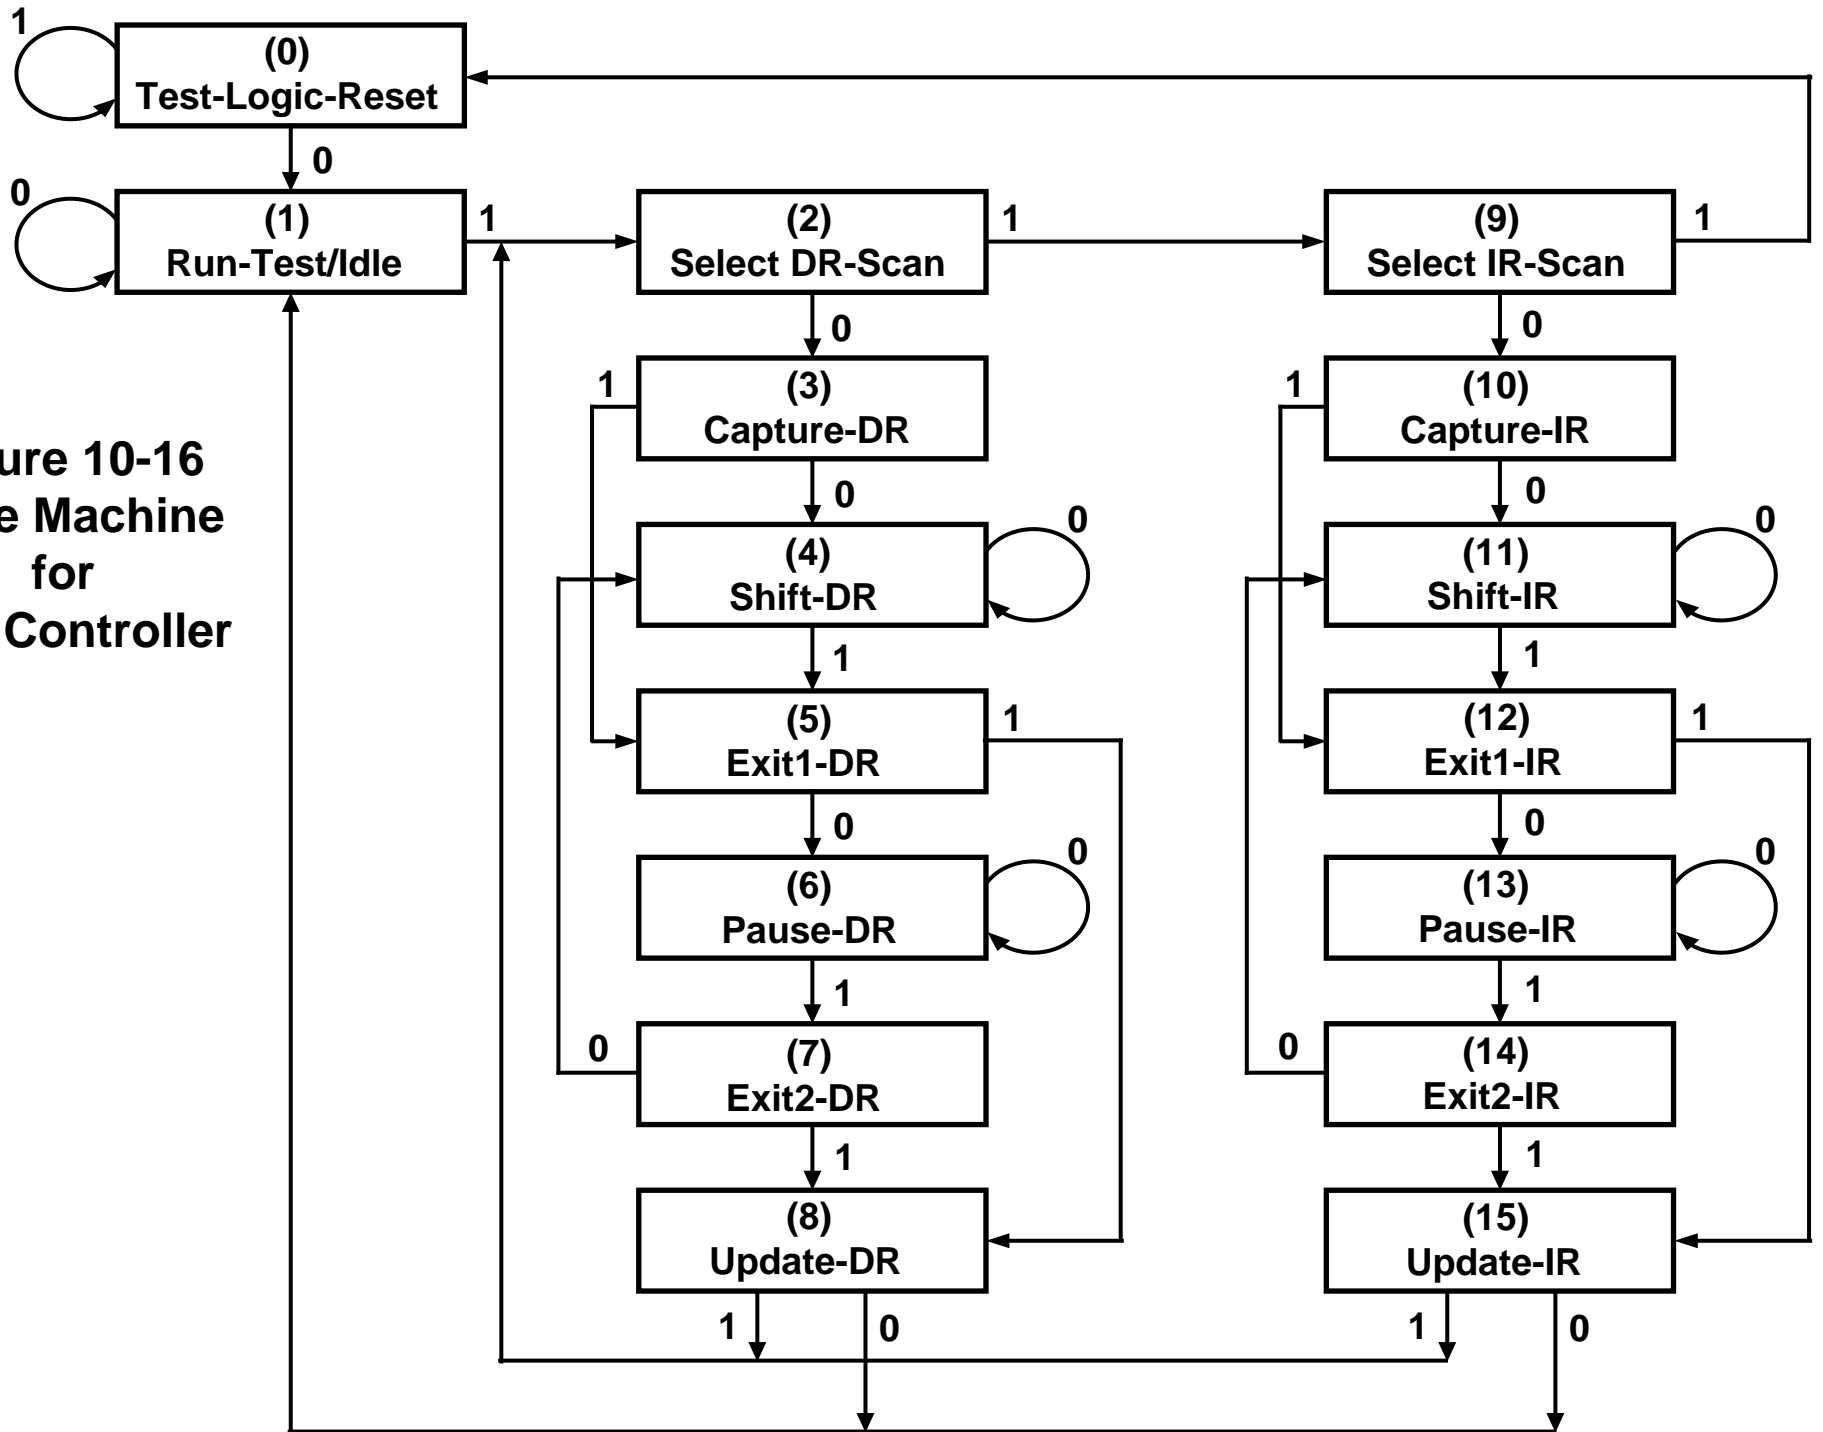 1
(0)
Test-Logic-Reset
0
0
(1)
Run-Test/Idle
1
(2)
Select DR-Scan
1
(9)
Select IR-Scan
1
0
0
1
(3)
Capture-DR
1
(10)
Capture-IR
0
0
10-16
Machine
for
Controller
(4)
Shift-DR
0
(11)
Shift-IR
0
1
1
(5)
Exit1-DR
1
(12)
Exit1-IR
1
0
0
(6)
Pause-DR
0
(13)
Pause-IR
0
1
1
0
(7)
Exit2-DR
0
(14)
Exit2-IR
1
1
(8)
Update-DR
(15)
Update-IR
1
0
1
0